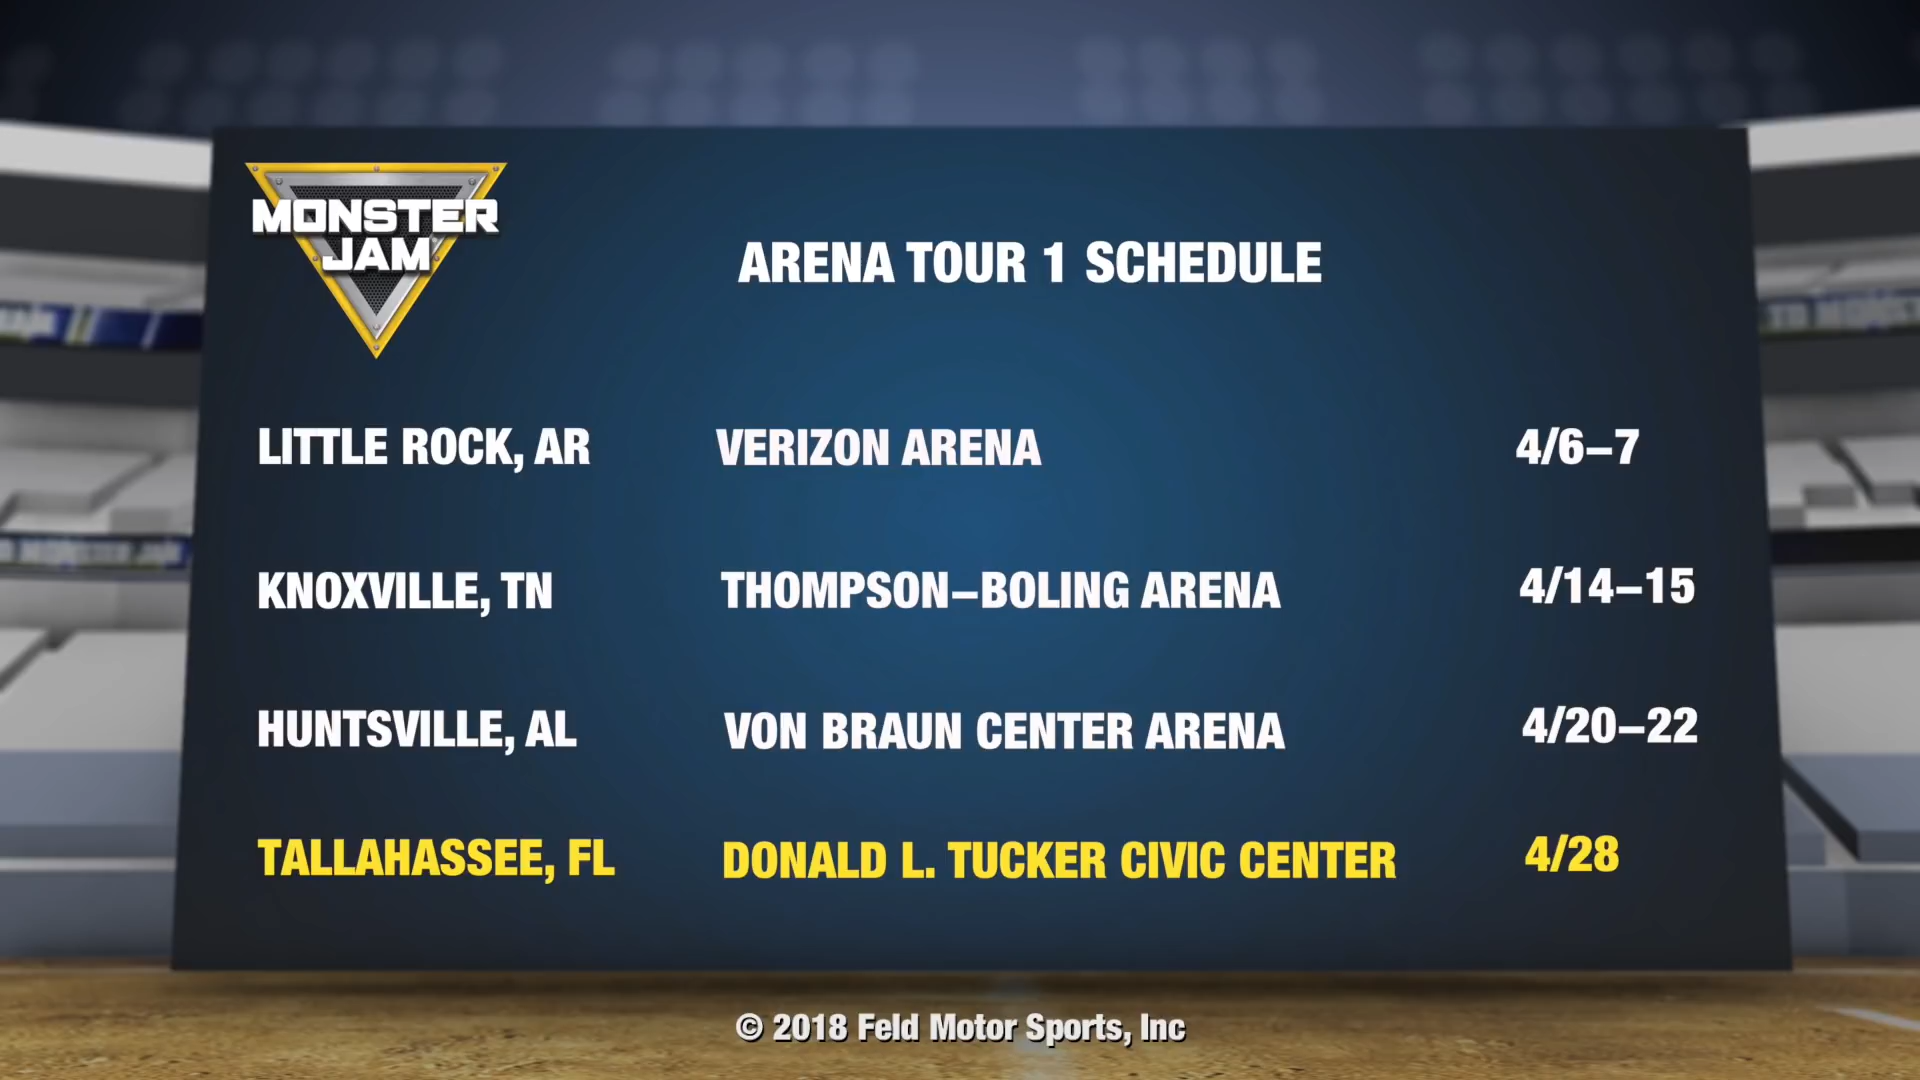 MONSTER
JAM
ARENA TOUR 1 SCHEDULE
LITTLE ROCK, AR VERIZON ARENA 4/6–7
KNOXVILLE, TN THOMPSON–BOLING ARENA 4/14–15
HUNTSVILLE, AL VON BRAUN CENTER ARENA 4/20–22
TALLAHASSEE, FL DONALD L. TUCKER CIVIC CENTER 4/28
MONSTER JAM
© 2018 Feld Motor Sports, Inc